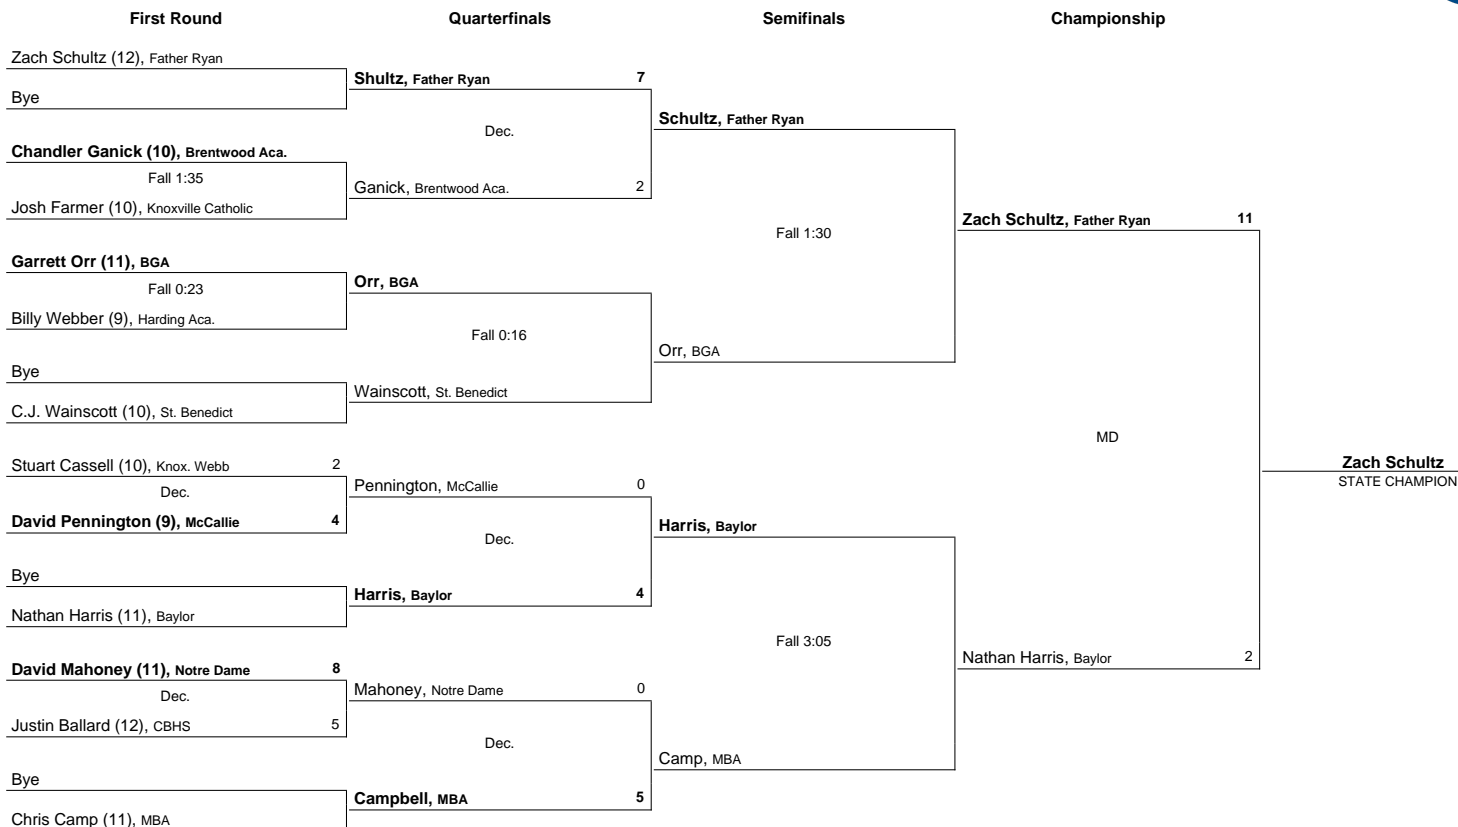 First Round Quarterfinals Semifinals Championship
Zach Schultz (12), Father Ryan
Bye
Chandler Ganick (10), Brentwood Aca.
Fall 1:35
Josh Farmer (10), Knoxville Catholic
Garrett Orr (11), BGA
Fall 0:23
Billy Webber (9), Harding Aca.
Bye
C.J. Wainscott (10), St. Benedict
Stuart Cassell (10), Knox. Webb 2
Dec.
David Pennington (9), McCallie 4
Bye
Nathan Harris (11), Baylor
David Mahoney (11), Notre Dame 8
Dec.
Justin Ballard (12), CBHS 5
Bye
Chris Camp (11), MBA
Shultz, Father Ryan 7
Dec.
Ganick, Brentwood Aca. 2
Orr, BGA
Fall 0:16
Wainscott, St. Benedict
Pennington, McCallie 0
Dec.
Harris, Baylor 4
Mahoney, Notre Dame 0
Dec.
Campbell, MBA 5
Schultz, Father Ryan
Fall 1:30
Orr, BGA
Harris, Baylor
Fall 3:05
Camp, MBA
Zach Schultz, Father Ryan 11
MD
Nathan Harris, Baylor 2
Zach Schultz
STATE CHAMPION